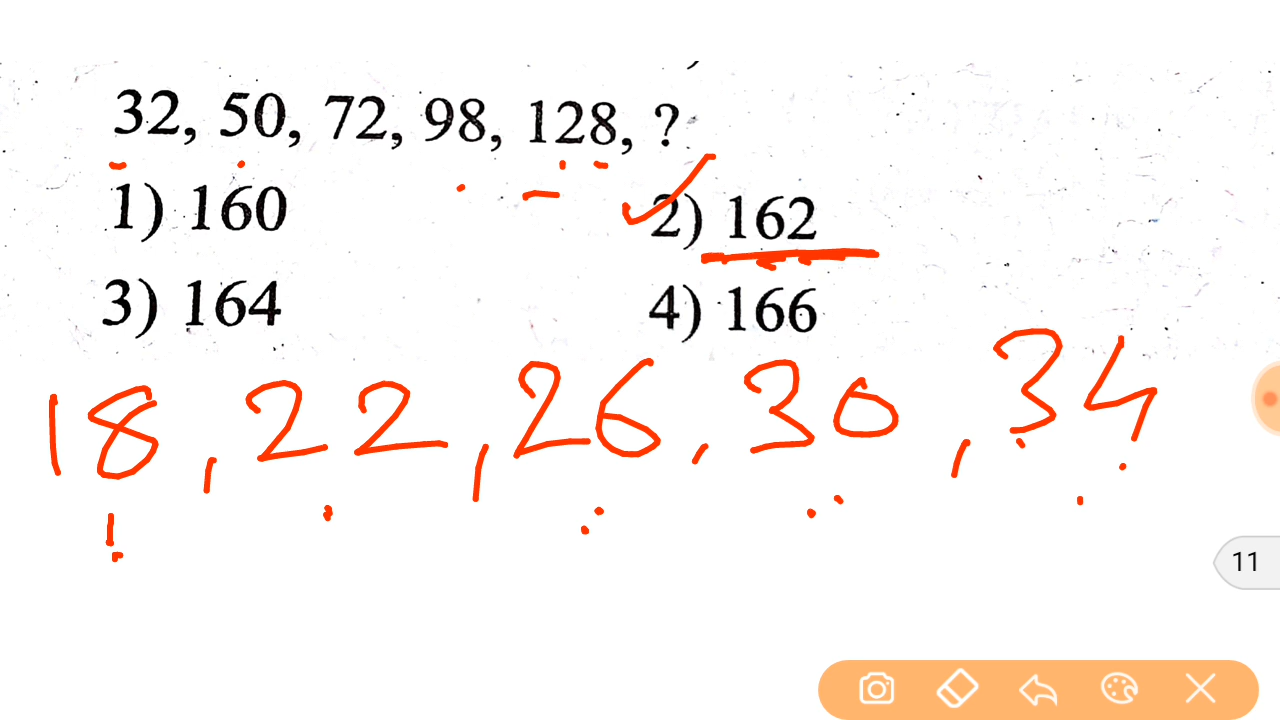 32, 50, 72, 98, 128, ?
1) 160 2) 162
3) 164 4) 166
18, 22, 26, 30, 34
11